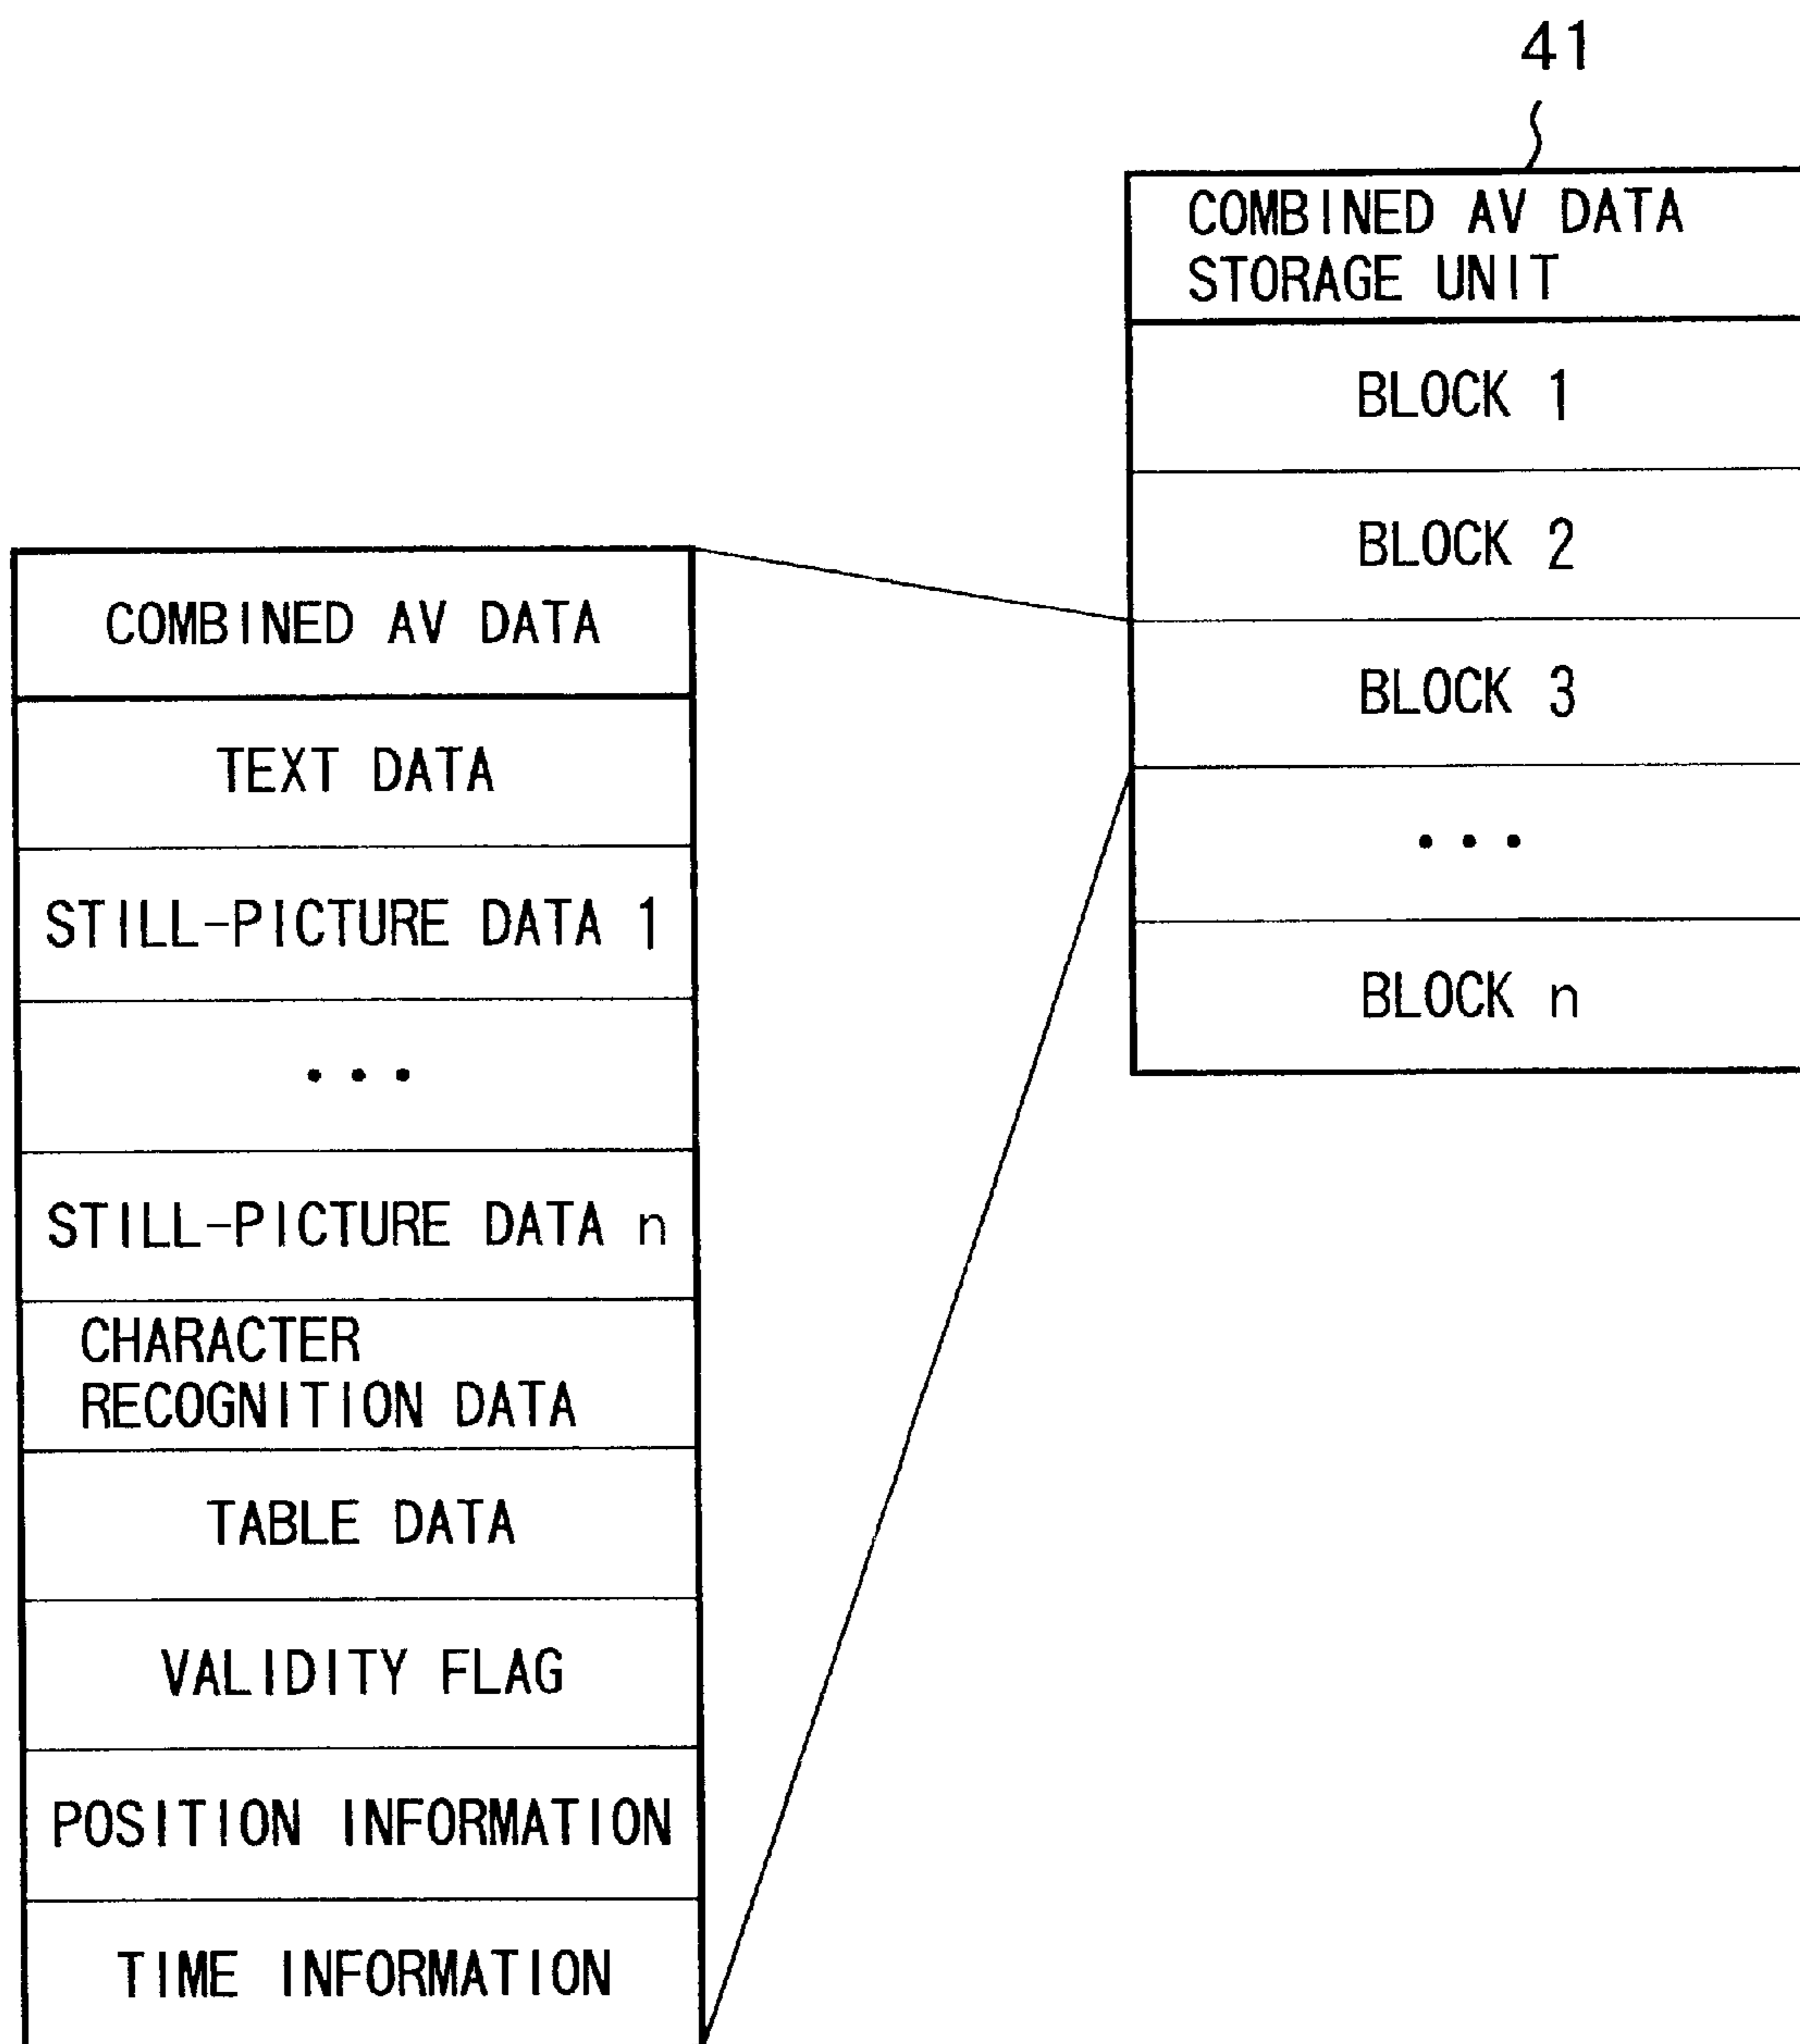 41
COMBINED AV DATA
STORAGE UNIT
BLOCK 1
BLOCK 2
BLOCK 3
...
BLOCK n
COMBINED AV DATA
TEXT DATA
STILL-PICTURE DATA 1
...
STILL-PICTURE DATA n
CHARACTER
RECOGNITION DATA
TABLE DATA
VALIDITY FLAG
POSITION INFORMATION
TIME INFORMATION